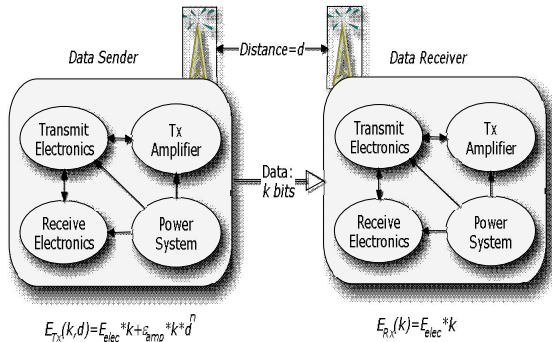 Data Sender
Distance=d
Data Receiver
Transmit
Electronics
Tx
Amplifier
Receive
Electronics
Power
System
Data:
k bits
Transmit
Electronics
Tx
Amplifier
Receive
Electronics
Power
System
E_Tx(k,d)=E_elec*k+ε_amp*k*d^n
E_Rx(k)=E_elec*k